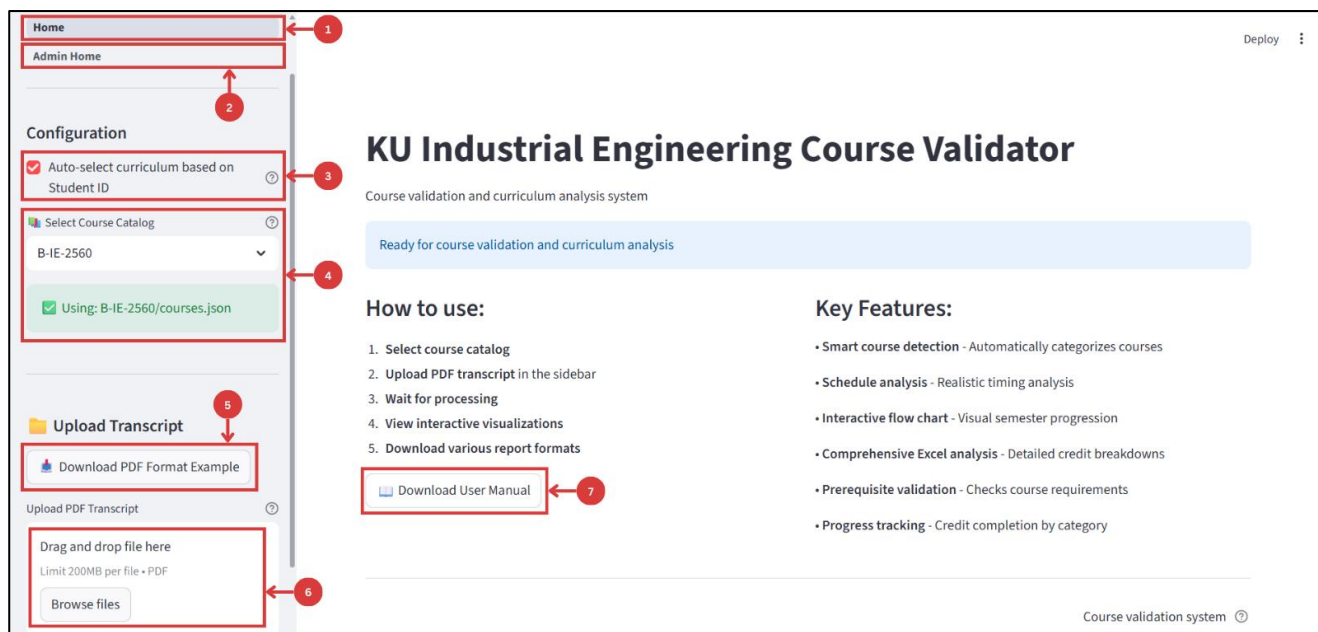 Home
1
Admin Home
2
Deploy
Configuration
Auto-select curriculum based on
Student ID
3
Select Course Catalog
B-IE-2560
4
Using: B-IE-2560/courses.json
5
Upload Transcript
Download PDF Format Example
Upload PDF Transcript
Drag and drop file here
Limit 200MB per file • PDF
Browse files
6
KU Industrial Engineering Course Validator
Course validation and curriculum analysis system
Ready for course validation and curriculum analysis
How to use:
1. Select course catalog
2. Upload PDF transcript in the sidebar
3. Wait for processing
4. View interactive visualizations
5. Download various report formats
Download User Manual
7
Key Features:
• Smart course detection - Automatically categorizes courses
• Schedule analysis - Realistic timing analysis
• Interactive flow chart - Visual semester progression
• Comprehensive Excel analysis - Detailed credit breakdowns
• Prerequisite validation - Checks course requirements
• Progress tracking - Credit completion by category
Course validation system